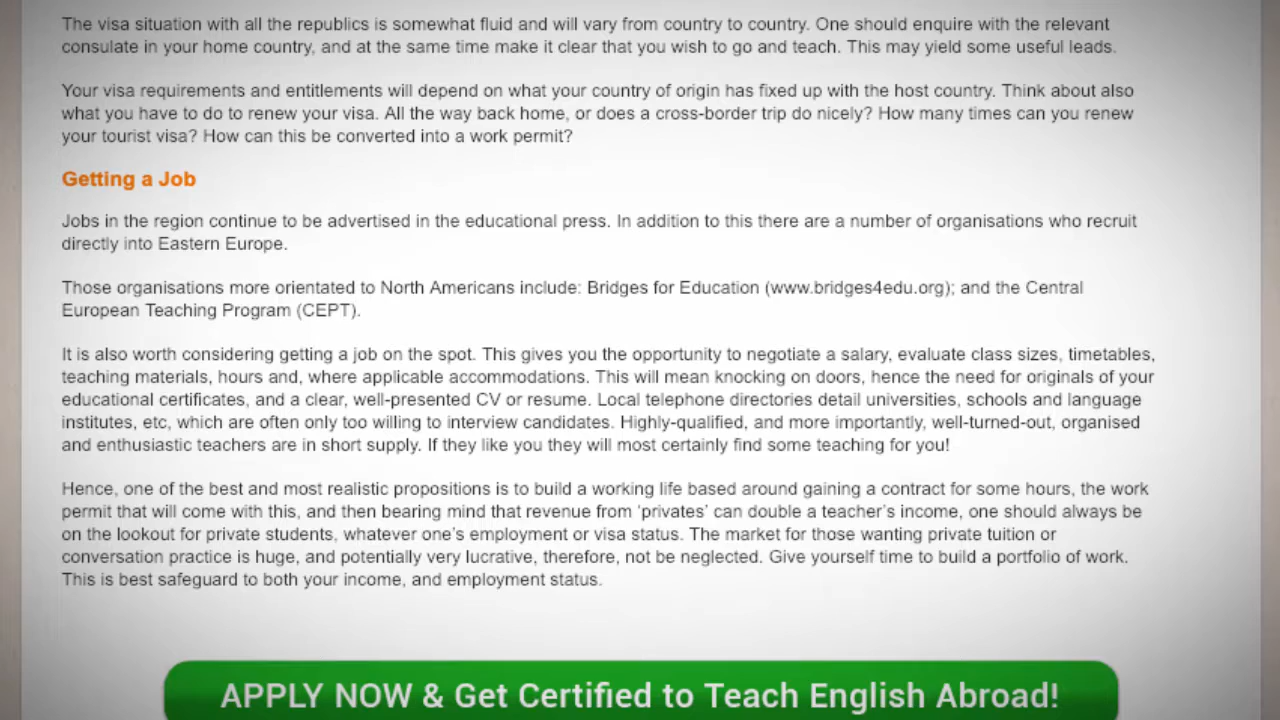 The visa situation with all the republics is somewhat fluid and will vary from country to country. One should enquire with the relevant
consulate in your home country, and at the same time make it clear that you wish to go and teach. This may yield some useful leads.
Your visa requirements and entitlements will depend on what your country of origin has fixed up with the host country. Think about also
what you have to do to renew your visa. All the way back home, or does a cross-border trip do nicely? How many times can you renew
your tourist visa? How can this be converted into a work permit?
Getting a Job
Jobs in the region continue to be advertised in the educational press. In addition to this there are a number of organisations who recruit
directly into Eastern Europe.
Those organisations more orientated to North Americans include: Bridges for Education (www.bridges4edu.org); and the Central
European Teaching Program (CEPT).
It is also worth considering getting a job on the spot. This gives you the opportunity to negotiate a salary, evaluate class sizes, timetables,
teaching materials, hours and, where applicable accommodations. This will mean knocking on doors, hence the need for originals of your
educational certificates, and a clear, well-presented CV or resume. Local telephone directories detail universities, schools and language
institutes, etc, which are often only too willing to interview candidates. Highly-qualified, and more importantly, well-turned-out, organised
and enthusiastic teachers are in short supply. If they like you they will most certainly find some teaching for you!
Hence, one of the best and most realistic propositions is to build a working life based around gaining a contract for some hours, the work
permit that will come with this, and then bearing mind that revenue from ‘privates’ can double a teacher’s income, one should always be
on the lookout for private students, whatever one’s employment or visa status. The market for those wanting private tuition or
conversation practice is huge, and potentially very lucrative, therefore, not be neglected. Give yourself time to build a portfolio of work.
This is best safeguard to both your income, and employment status.
APPLY NOW & Get Certified to Teach English Abroad!